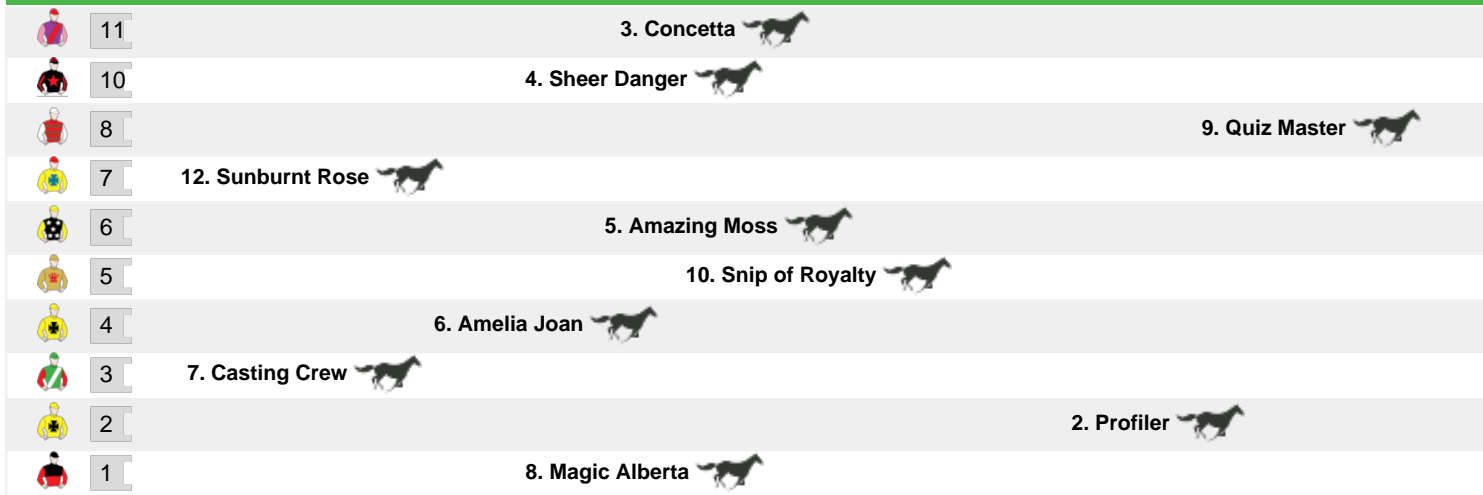 11 3. Concetta
10 4. Sheer Danger
8 9. Quiz Master
7 12. Sunburnt Rose
6 5. Amazing Moss
5 10. Snip of Royalty
4 6. Amelia Joan
3 7. Casting Crew
2 2. Profiler
1 8. Magic Alberta